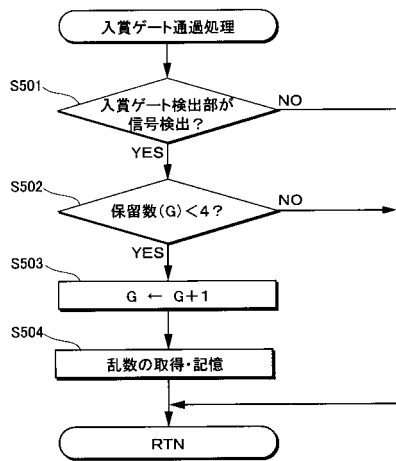 入賞ゲート通過処理
S501
入賞ゲート検出部が
信号検出？
NO
YES
S502
保留数(G)<4？
NO
YES
S503
G ← G+1
S504
乱数の取得・記憶
RTN